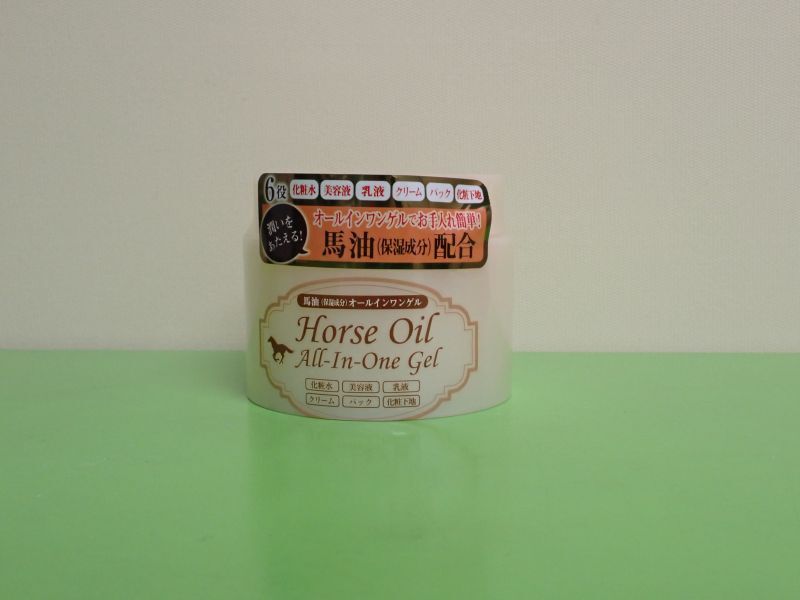 6役 化粧水 美容液 乳液 クリーム パック 化粧下地
潤いを
あたえる!
オールインワンゲルでお手入れ簡単!
馬油(保湿成分)配合
馬油(保湿成分)オールインワンゲル
Horse Oil
All-In-One Gel
化粧水 美容液 乳液
クリーム パック 化粧下地